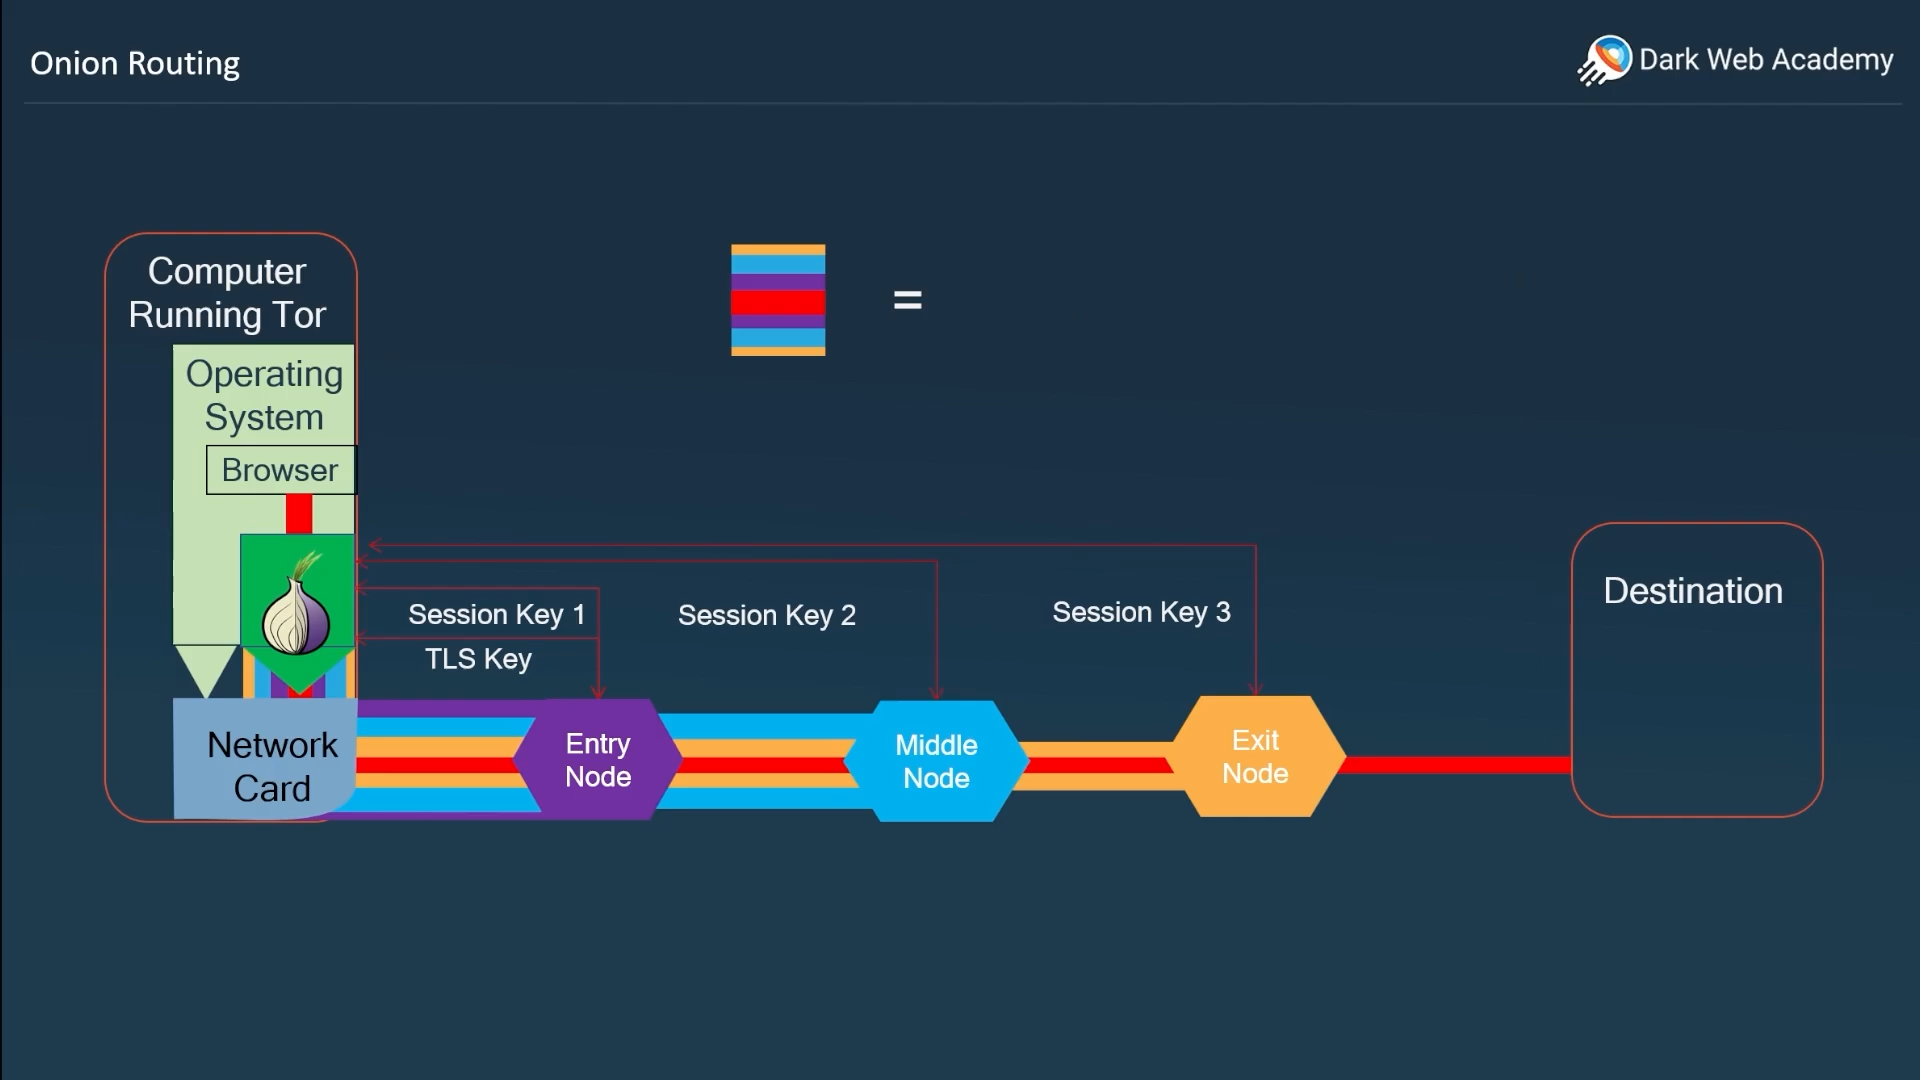 Onion Routing
Dark Web Academy
Computer
Running Tor
=
Operating
System
Browser
Session Key 1
Session Key 2
Session Key 3
TLS Key
Destination
Network
Card
Entry
Node
Middle
Node
Exit
Node